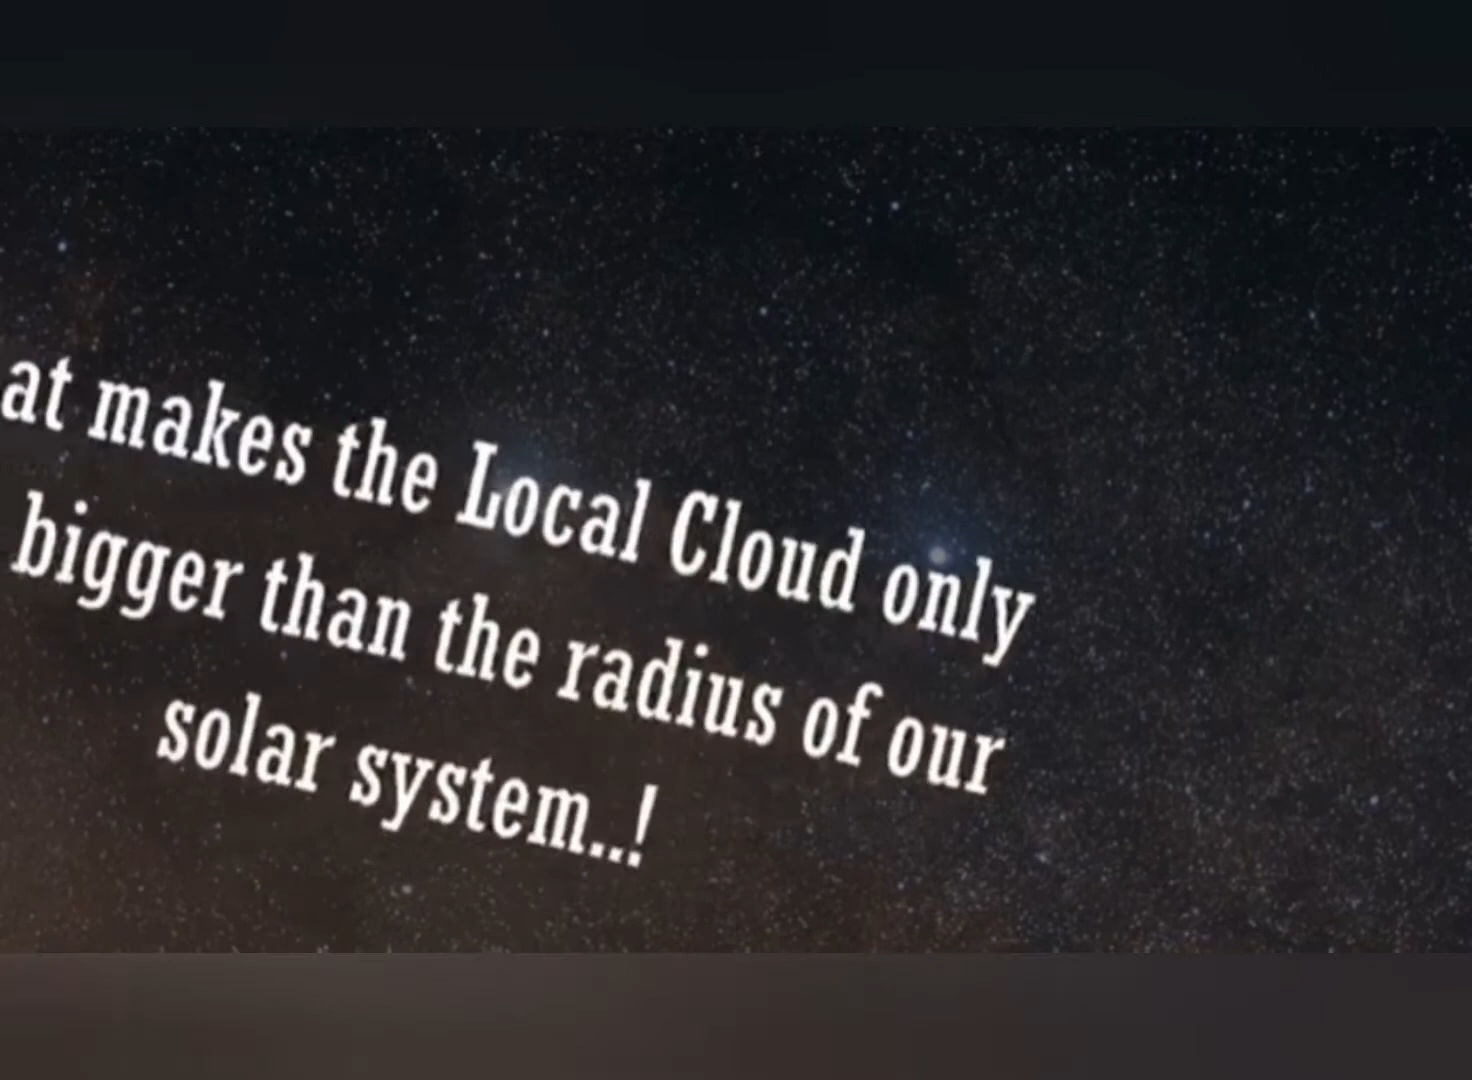 at makes the Local Cloud only
bigger than the radius of our
solar system..!